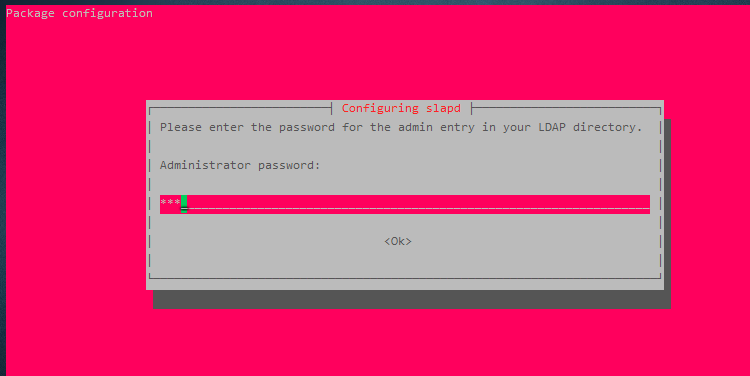 Package configuration
Configuring slapd
Please enter the password for the admin entry in your LDAP directory.
Administrator password:
***
<Ok>